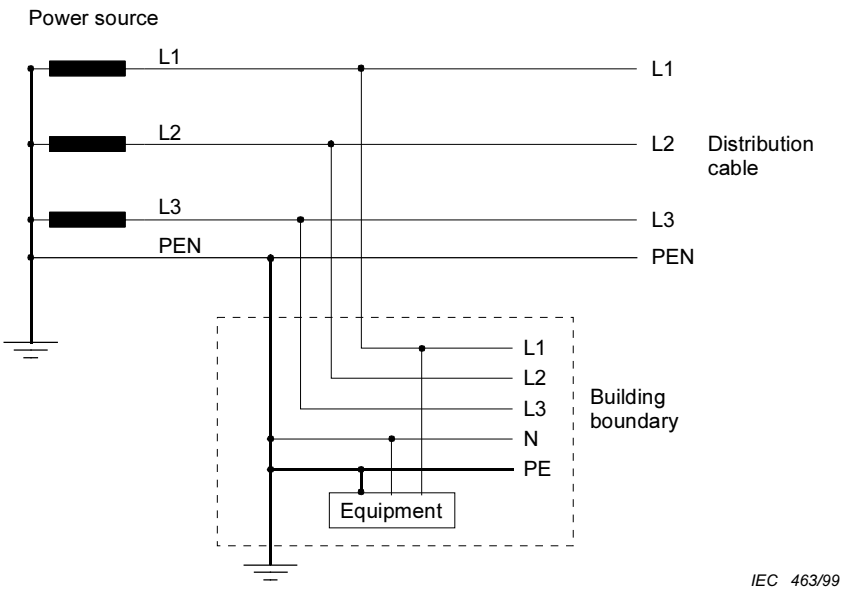 Power source
L1
L1
L2
L2
Distribution
cable
L3
L3
PEN
PEN
L1
L2
L3
N
PE
Building
boundary
Equipment
IEC 463/99